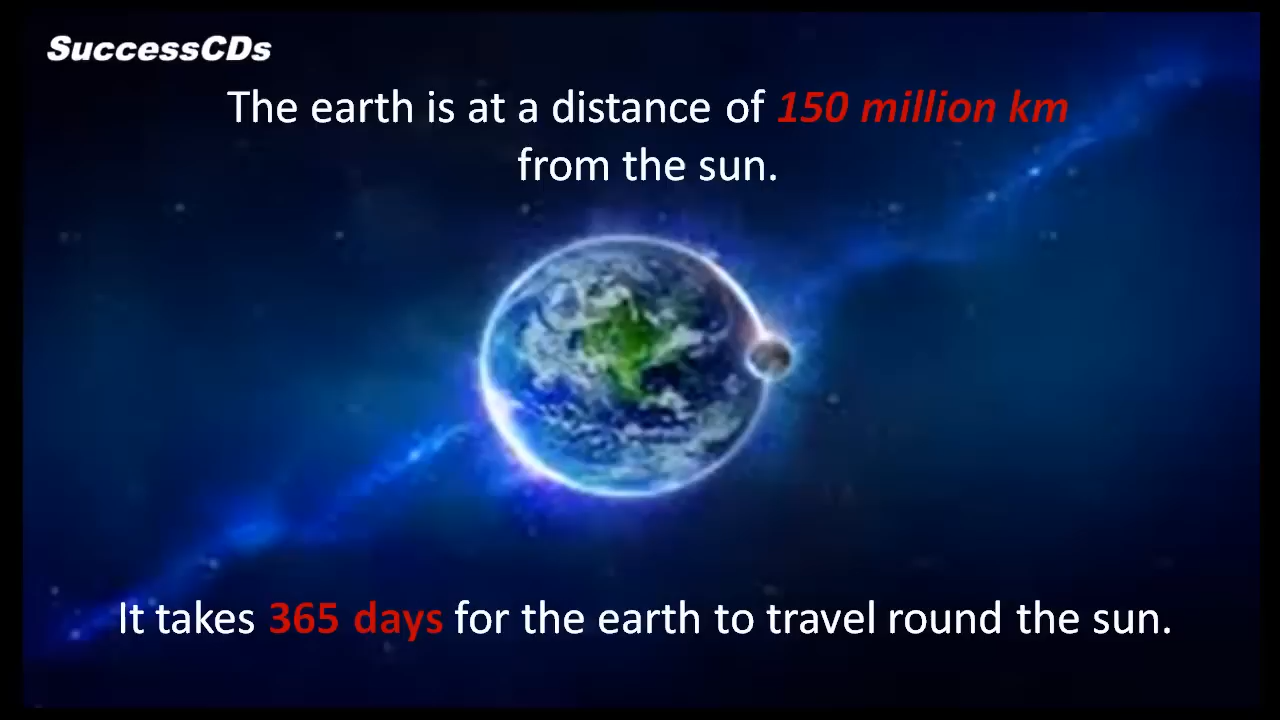 SuccessCDs
The earth is at a distance of 150 million km
from the sun.
It takes 365 days for the earth to travel round the sun.